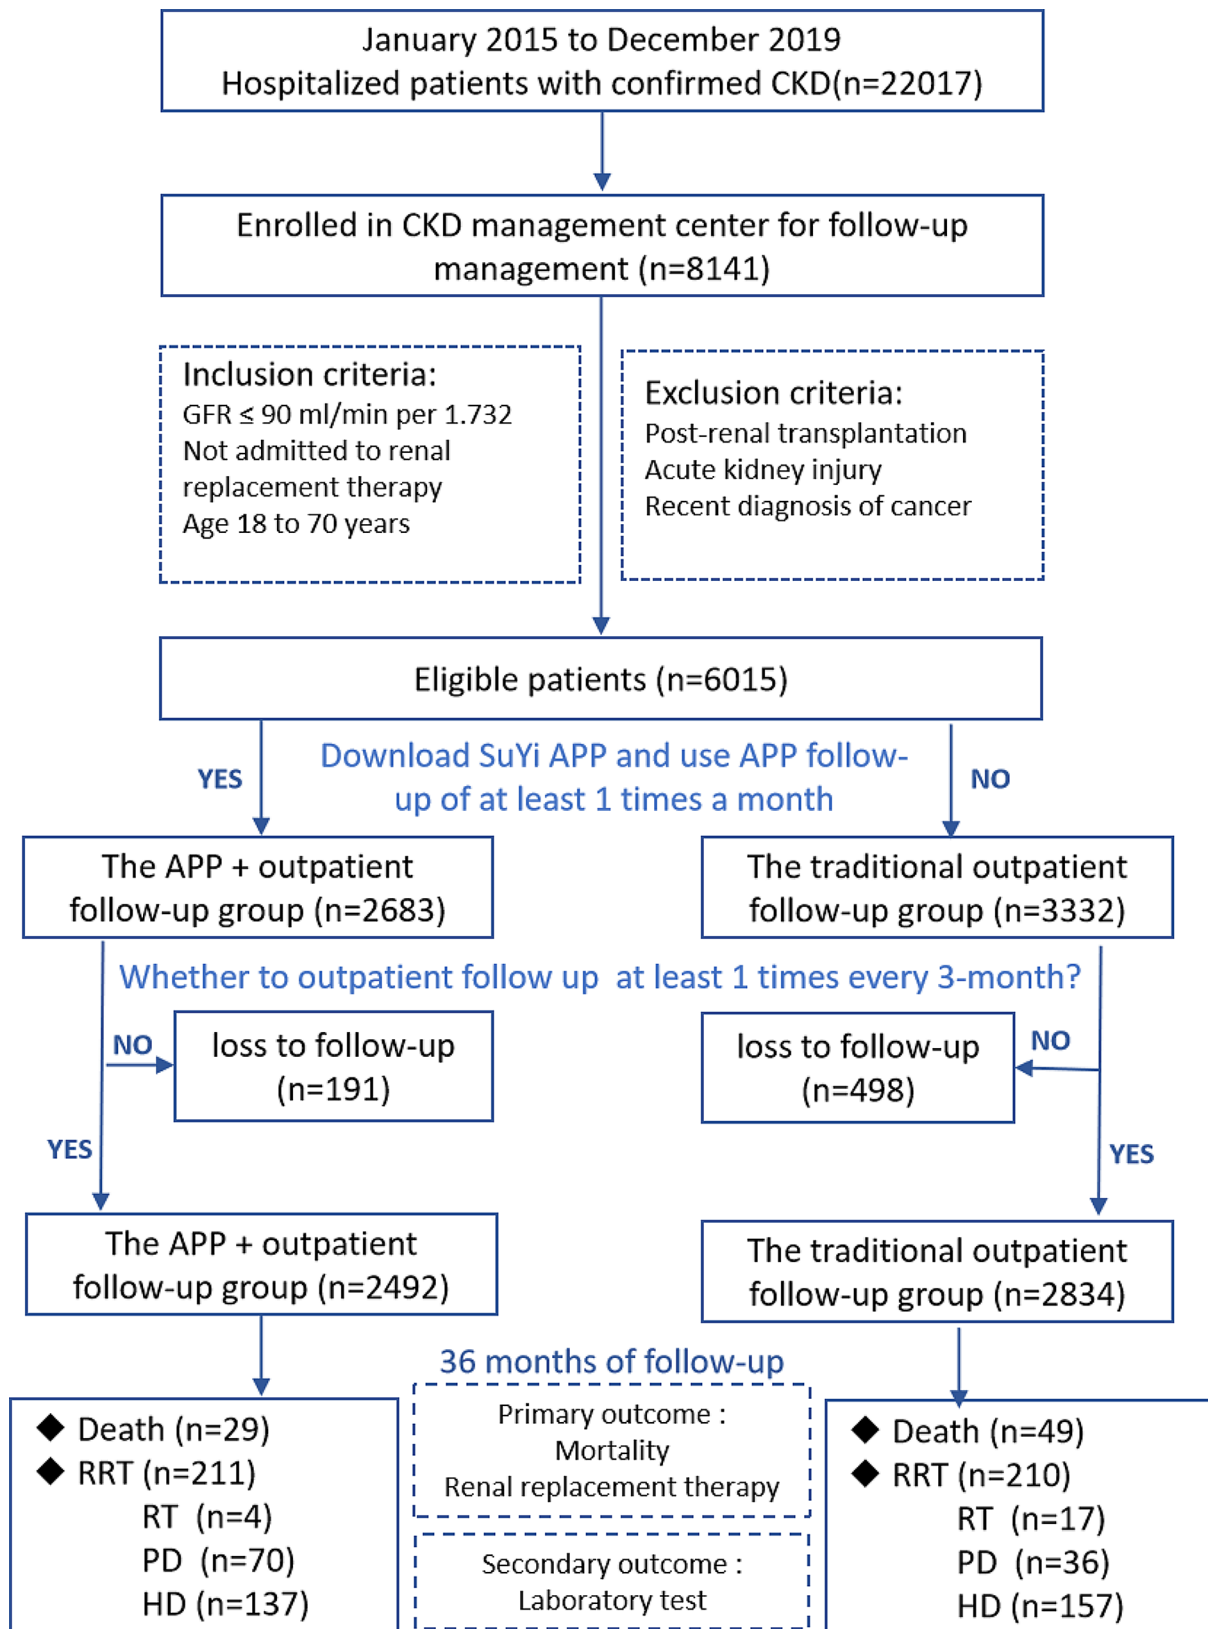 January 2015 to December 2019
Hospitalized patients with confirmed CKD(n=22017)
Enrolled in CKD management center for follow-up
management (n=8141)
Inclusion criteria:
GFR ≤ 90 ml/min per 1.732
Not admitted to renal
replacement therapy
Age 18 to 70 years
Exclusion criteria:
Post-renal transplantation
Acute kidney injury
Recent diagnosis of cancer
Eligible patients (n=6015)
YES
Download SuYi APP and use APP follow-
up of at least 1 times a month
NO
The APP + outpatient
follow-up group (n=2683)
The traditional outpatient
follow-up group (n=3332)
Whether to outpatient follow up at least 1 times every 3-month?
NO
loss to follow-up
(n=191)
loss to follow-up
(n=498)
NO
YES
YES
The APP + outpatient
follow-up group (n=2492)
The traditional outpatient
follow-up group (n=2834)
36 months of follow-up
◆ Death (n=29)
◆ RRT (n=211)
RT (n=4)
PD (n=70)
HD (n=137)
Primary outcome :
Mortality
Renal replacement therapy
Secondary outcome :
Laboratory test
◆ Death (n=49)
◆ RRT (n=210)
RT (n=17)
PD (n=36)
HD (n=157)